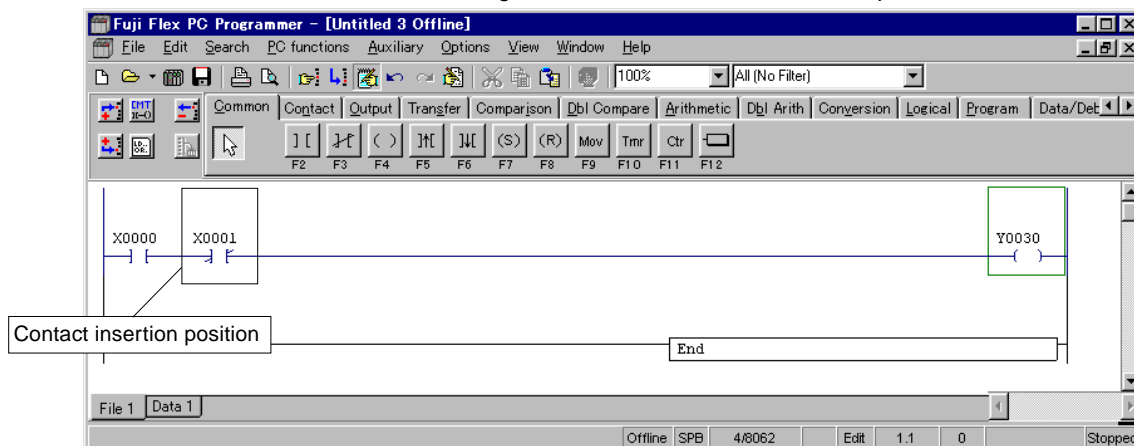 Fuji Flex PC Programmer - [Untitled 3 Offline]
File Edit Search PC functions Auxiliary Options View Window Help
100% All (No Filter)
Common Contact Output Transfer Comparison Dbl Compare Arithmetic Dbl Arith Conversion Logical Program Data/Det
CMT
Mov Tmr Ctr
(S) (R)
F2 F3 F4 F5 F6 F7 F8 F9 F10 F11 F12
X0000 X0001 Y0030
Contact insertion position
End
File 1 Data 1
Offline SPB 4/8062 Edit 1.1 0 Stopped